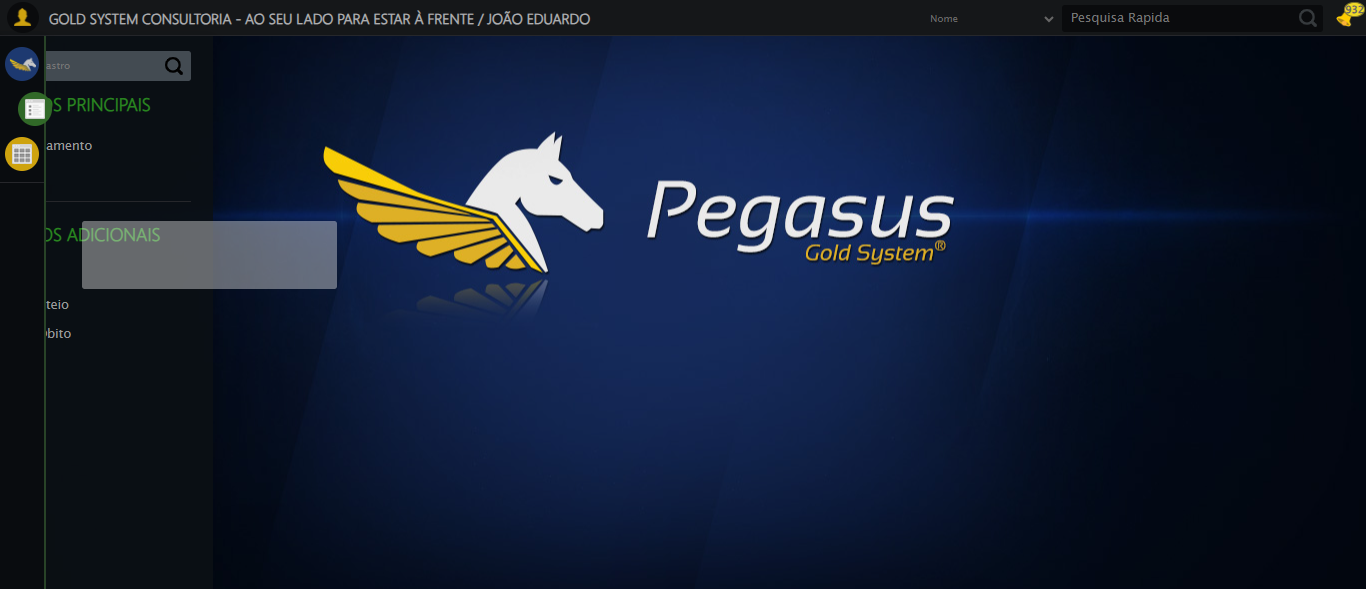 GOLD SYSTEM CONSULTORIA - AO SEU LADO PARA ESTAR À FRENTE / JOÃO EDUARDO
Nome
Pesquisa Rapida
932
astro
S PRINCIPAIS
amento
OS ADICIONAIS
teio
bito
Pegasus
Gold System®